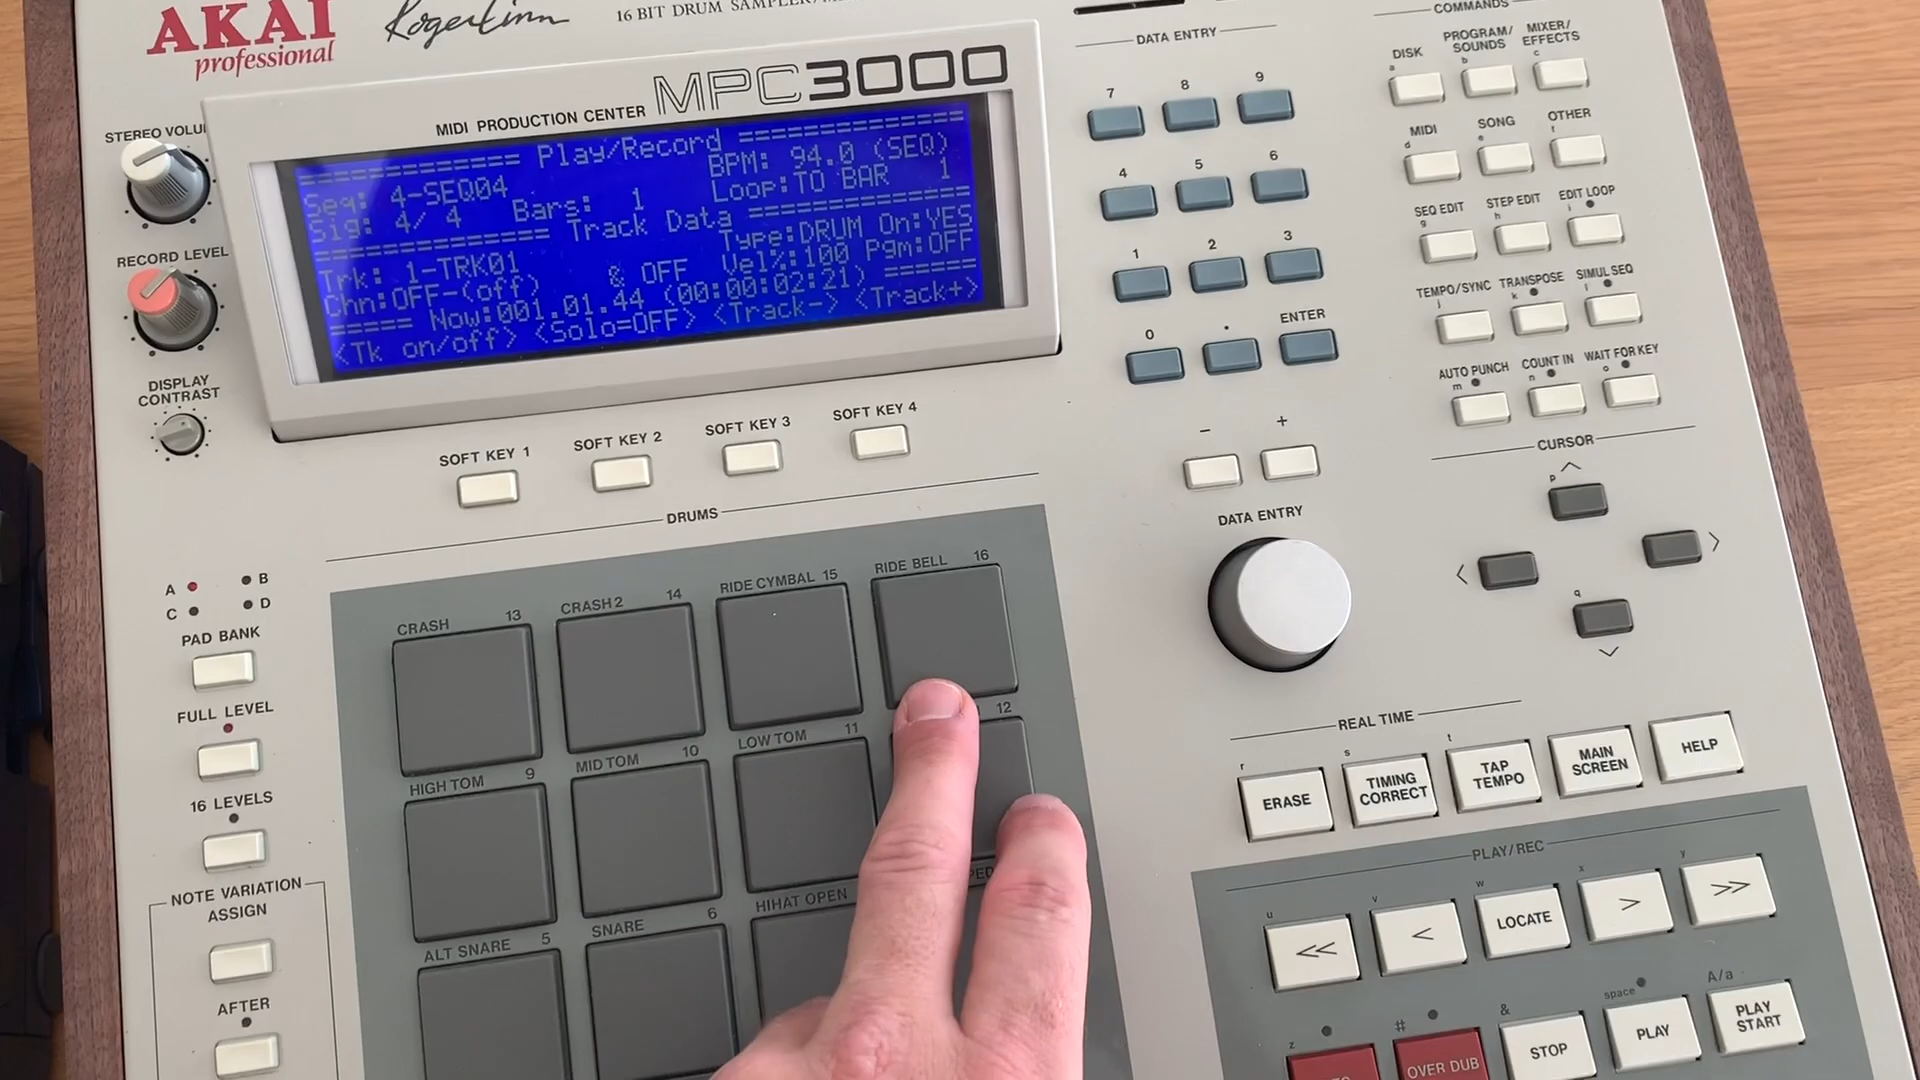 AKAI
professional
Roger Linn
16 BIT DRUM SAMPLER/
MIDI PRODUCTION CENTER MPC3000
============ Play/Record =============
Seq: 4-SEQ04 BPM: 94.0 (SEQ)
Sig: 4/ 4 Bars: 1 Loop:TO BAR 1
============= Track Data =============
Trk: 1-TRK01 Type:DRUM On:YES
Chn:OFF-(off) & OFF Vel%:100 Pgm:OFF
===== Now:001.01.44 (00:00:02:21) ======
<Tk on/off> <Solo=OFF> <Track-> <Track+>
STEREO VOLU
RECORD LEVEL
DISPLAY
CONTRAST
SOFT KEY 1
SOFT KEY 2
SOFT KEY 3
SOFT KEY 4
DRUMS
A B
C D
PAD BANK
FULL LEVEL
16 LEVELS
NOTE VARIATION
ASSIGN
AFTER
CRASH 13
CRASH 2 14
RIDE CYMBAL 15
RIDE BELL 16
HIGH TOM 9
MID TOM 10
LOW TOM 11
12
ALT SNARE 5
SNARE 6
HIHAT OPEN
DATA ENTRY
7 8 9
4 5 6
1 2 3
0 . ENTER
- +
DATA ENTRY
COMMANDS
DISK
a
PROGRAM/
SOUNDS
b
MIXER/
EFFECTS
c
MIDI
d
SONG
e
OTHER
f
SEQ EDIT
g
STEP EDIT
h
EDIT LOOP
i
TEMPO/SYNC
j
TRANSPOSE
k
SIMUL SEQ
l
AUTO PUNCH
m
COUNT IN
n
WAIT FOR KEY
o
CURSOR
p
q
REAL TIME
r
ERASE
s
TIMING
CORRECT
t
TAP
TEMPO
MAIN
SCREEN
HELP
PLAY/REC
u
<<
v
<
w
LOCATE
x
>
y
>>
z
#
OVER DUB
&
STOP
space
PLAY
A/a
PLAY
START